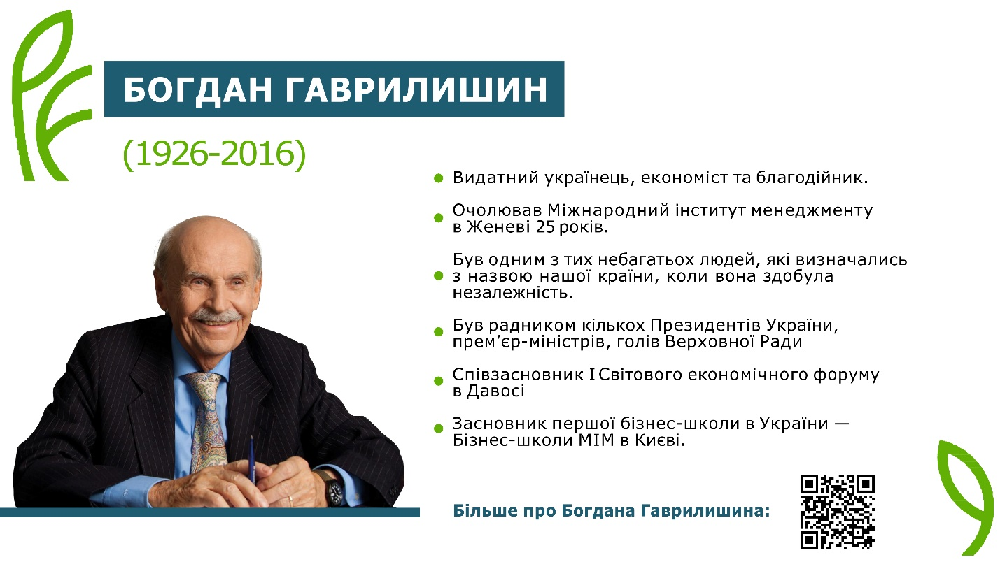 БОГДАН ГАВРИЛИШИН
(1926-2016)
Видатний українець, економіст та благодійник.
Очолював Міжнародний інститут менеджменту
в Женеві 25 років.
Був одним з тих небагатьох людей, які визначались
з назвою нашої країни, коли вона здобула
незалежність.
Був радником кількох Президентів України,
прем’єр-міністрів, голів Верховної Ради
Співзасновник І Світового економічного форуму
в Давосі
Засновник першої бізнес-школи в України —
Бізнес-школи МІМ в Києві.
Більше про Богдана Гаврилишина: